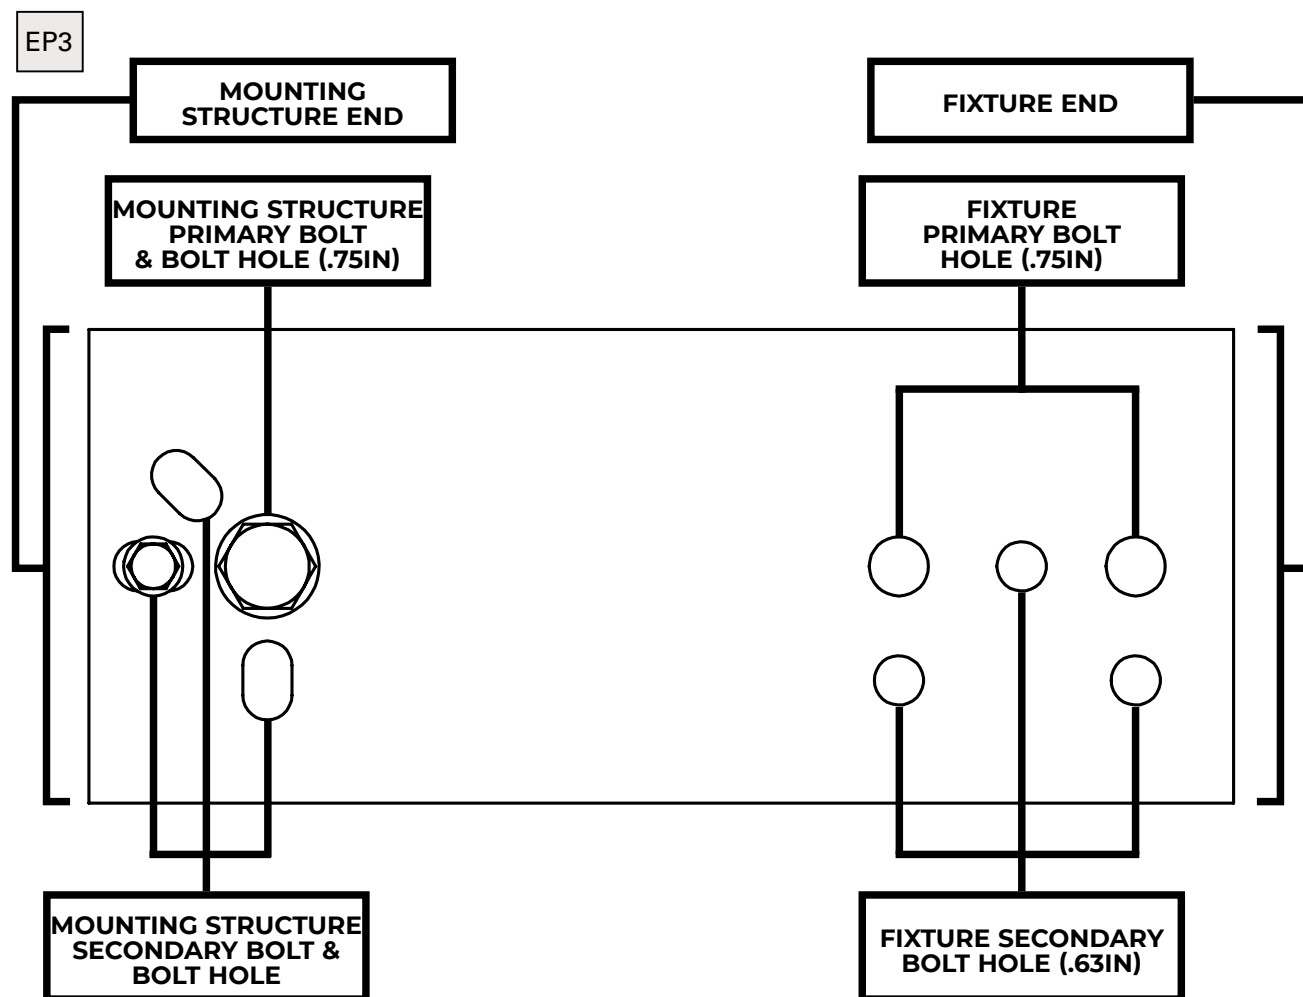 EP3
MOUNTING
STRUCTURE END
FIXTURE END
MOUNTING STRUCTURE
PRIMARY BOLT
& BOLT HOLE (.75IN)
FIXTURE
PRIMARY BOLT
HOLE (.75IN)
MOUNTING STRUCTURE
SECONDARY BOLT &
BOLT HOLE
FIXTURE SECONDARY
BOLT HOLE (.63IN)